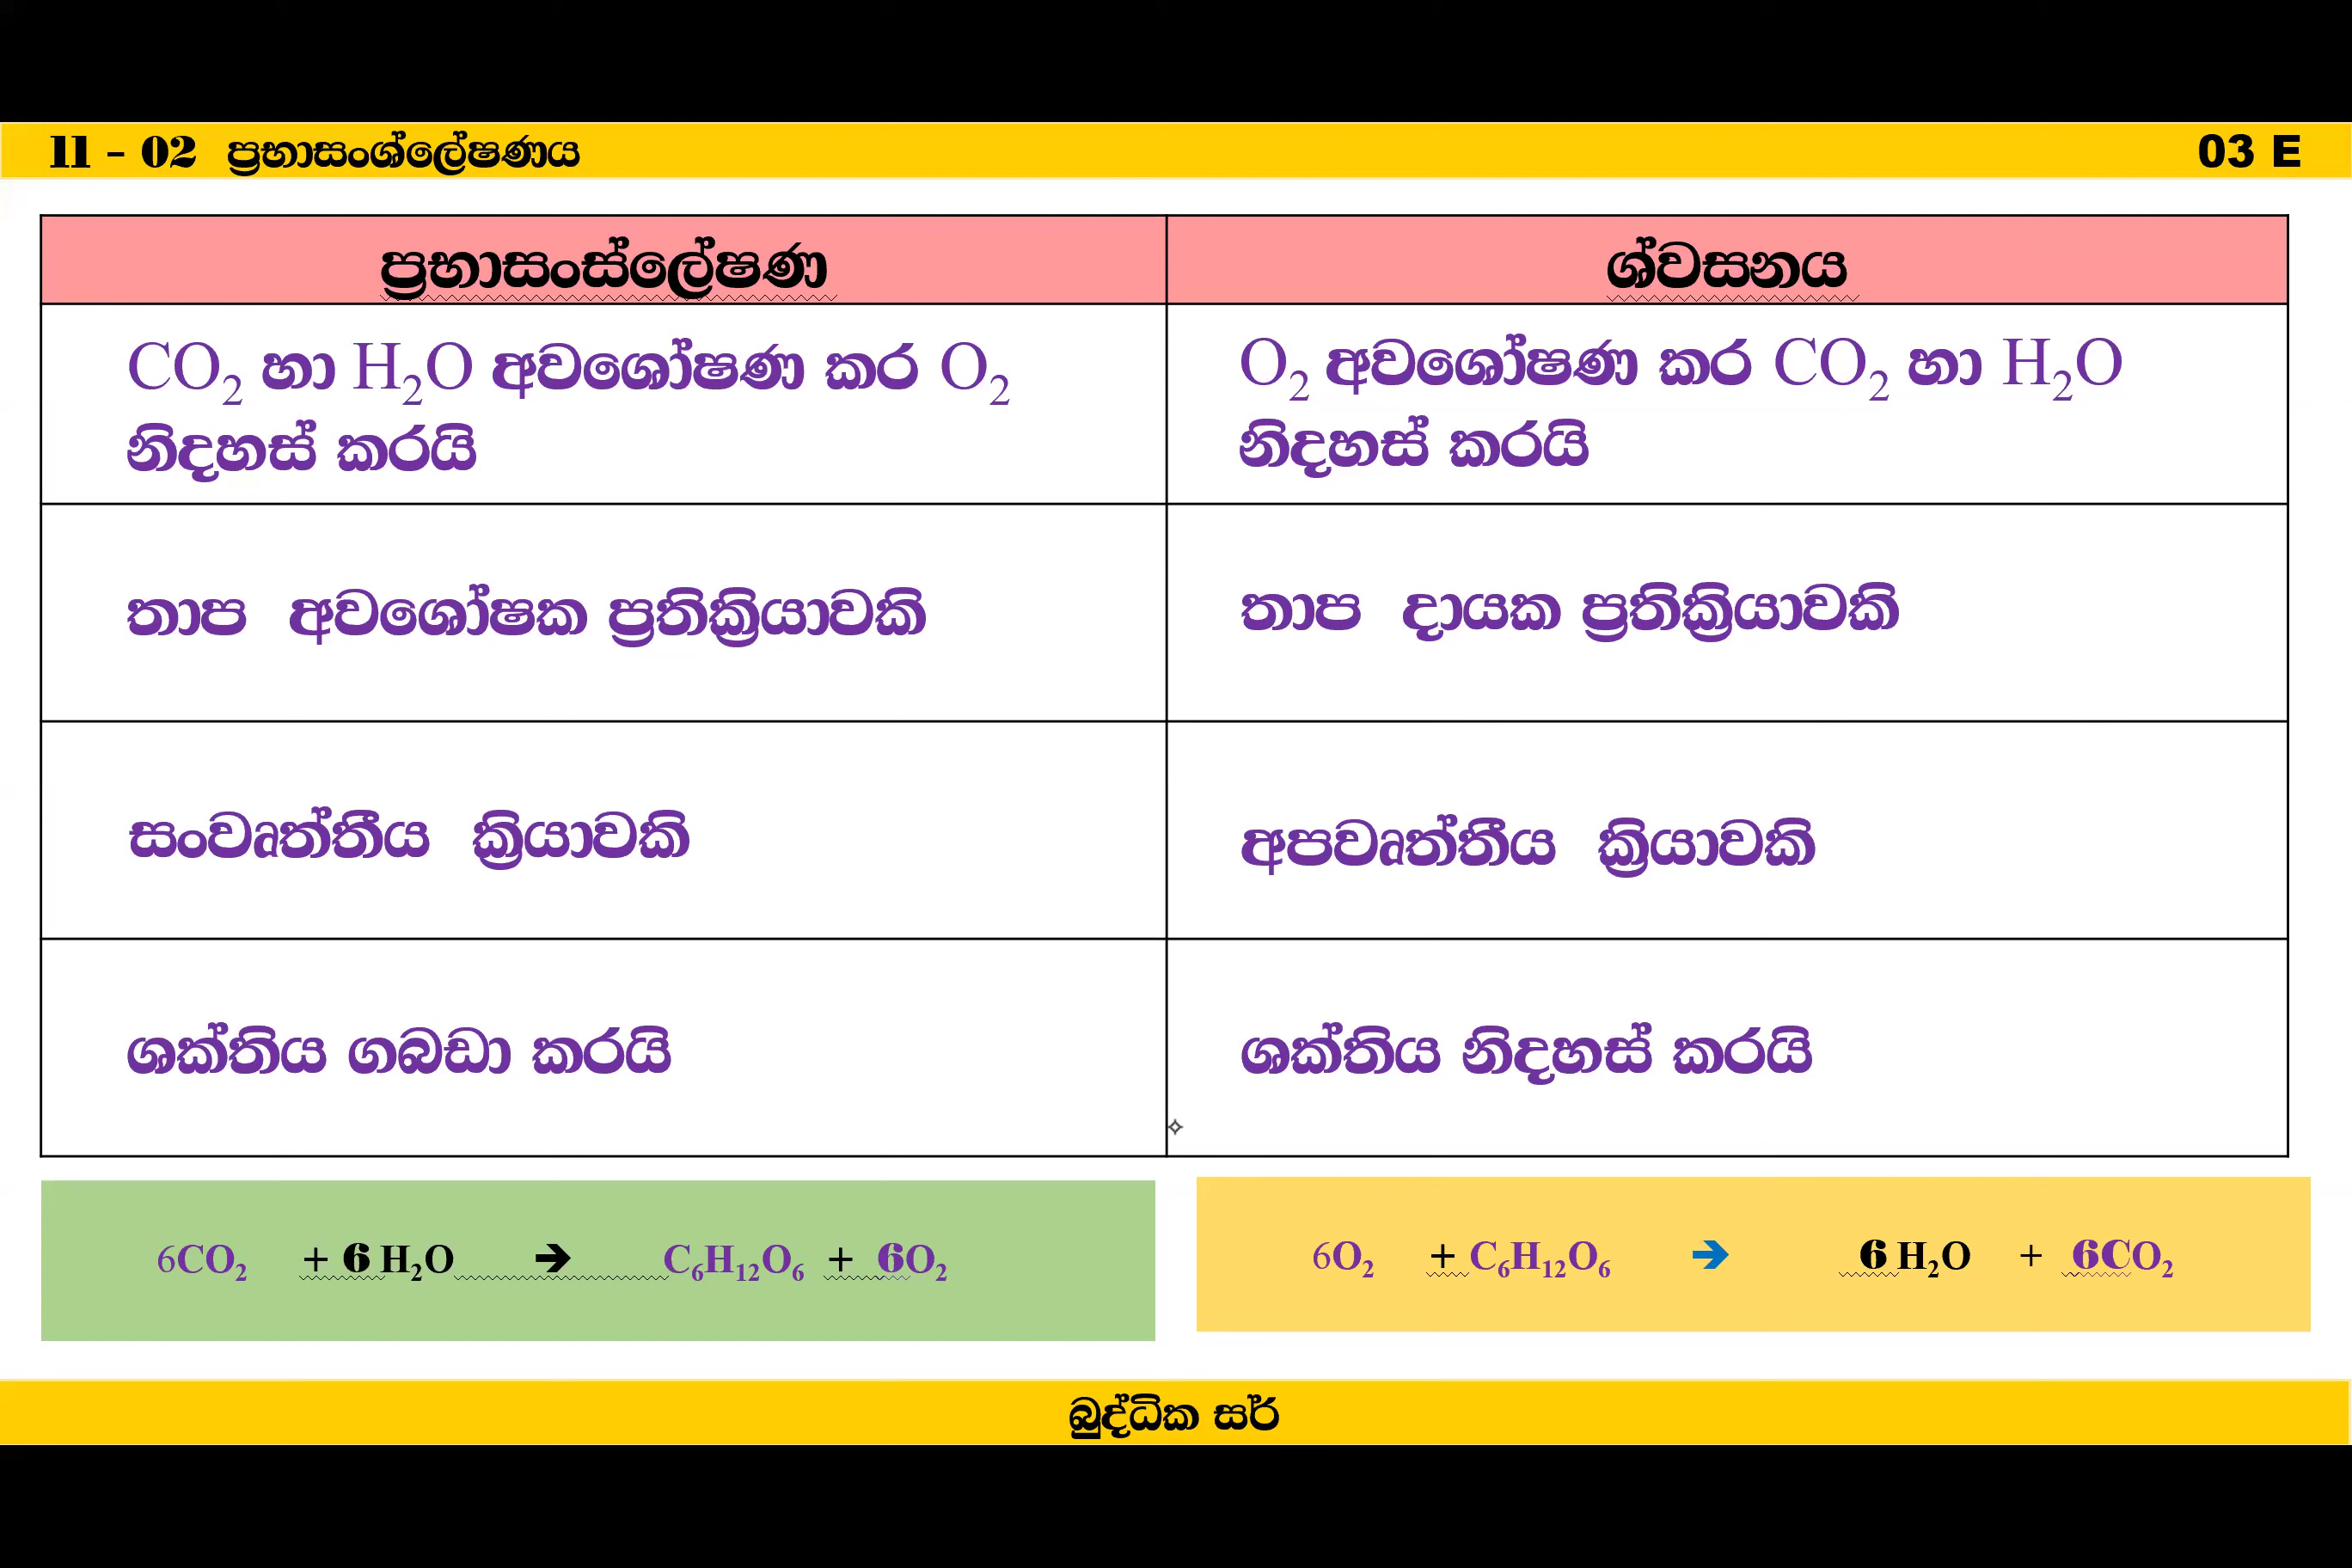 11 - 02 ප්‍රභාසංශ්ලේෂණය
03 E
ප්‍රභාසංස්ලේෂණ
ශ්වසනය
CO₂ හා H₂O අවශෝෂණ කර O₂
නිදහස් කරයි
O₂ අවශෝෂණ කර CO₂ හා H₂O
නිදහස් කරයි
තාප අවශෝෂක ප්‍රතික්‍රියාවකි
තාප දායක ප්‍රතික්‍රියාවකි
සංවෘත්තීය ක්‍රියාවකි
අපවෘත්තීය ක්‍රියාවකි
ශක්තිය ගබඩා කරයි
ශක්තිය නිදහස් කරයි
6CO₂ + 6 H₂O ➔ C₆H₁₂O₆ + 6O₂
6O₂ + C₆H₁₂O₆ ➔ 6 H₂O + 6CO₂
බුද්ධික සර්